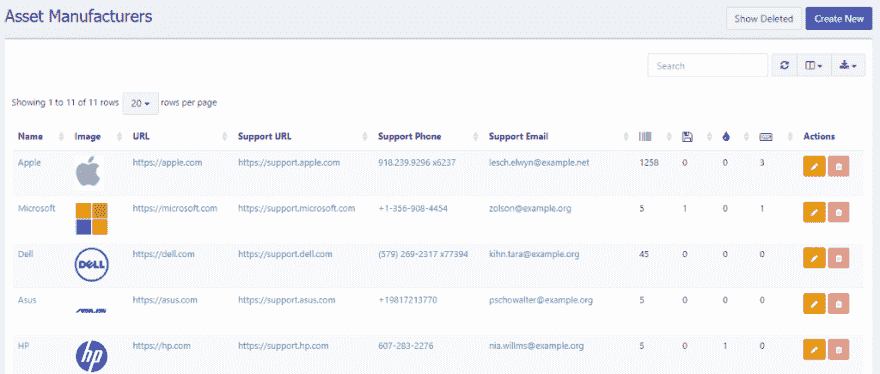 Asset Manufacturers
Show Deleted
Create New
Search
Showing 1 to 11 of 11 rows 20 rows per page
Name Image URL Support URL Support Phone Support Email Actions
Apple https://apple.com https://support.apple.com 918.239.9296 x6237 lesch.elwyn@example.net 1258 0 0 3
Microsoft https://microsoft.com https://support.microsoft.com +1-356-908-4454 zolson@example.org 5 1 0 1
Dell DELL https://dell.com https://support.dell.com (579) 269-2317 x77394 kihn.tara@example.org 45 0 0 0
Asus https://asus.com https://support.asus.com +19817213770 pschowalter@example.org 5 0 0 0
HP hp https://hp.com https://support.hp.com 607-283-2276 nia.willms@example.org 5 0 1 0